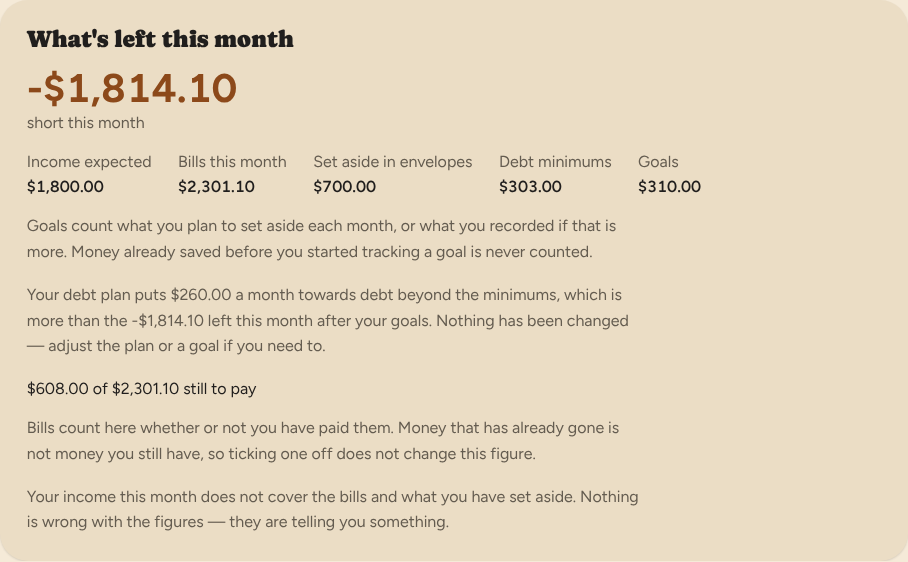 What's left this month
-$1,814.10
short this month
Income expected Bills this month Set aside in envelopes Debt minimums Goals
$1,800.00 $2,301.10 $700.00 $303.00 $310.00
Goals count what you plan to set aside each month, or what you recorded if that is
more. Money already saved before you started tracking a goal is never counted.
Your debt plan puts $260.00 a month towards debt beyond the minimums, which is
more than the -$1,814.10 left this month after your goals. Nothing has been changed
— adjust the plan or a goal if you need to.
$608.00 of $2,301.10 still to pay
Bills count here whether or not you have paid them. Money that has already gone is
not money you still have, so ticking one off does not change this figure.
Your income this month does not cover the bills and what you have set aside. Nothing
is wrong with the figures — they are telling you something.